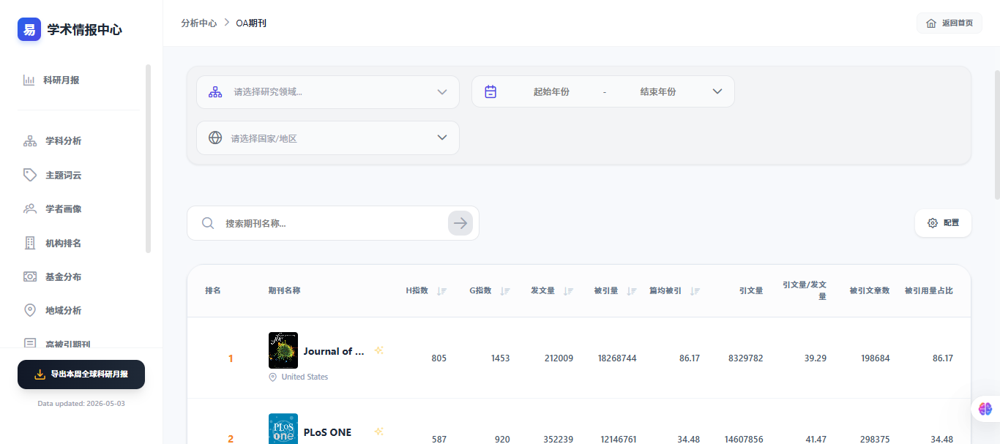 易 学术情报中心
科研月报
学科分析
主题词云
学者画像
机构排名
基金分布
地域分析
高被引期刊
导出本周全球科研月报
Data updated: 2026-05-03
分析中心 OA期刊
返回首页
请选择研究领域...
起始年份 - 结束年份
请选择国家/地区
搜索期刊名称...
配置
排名 期刊名称 H指数 G指数 发文量 被引量 篇均被引 引文量 引文量/发文 被引文章数 被引用量占比
量
1 Journal of ... 805 1453 212009 18268744 86.17 8329782 39.29 198684 86.17
jbc
United States
2 PLoS ONE 587 920 352239 12146761 34.48 14607856 41.47 298375 34.48
PLoS
one